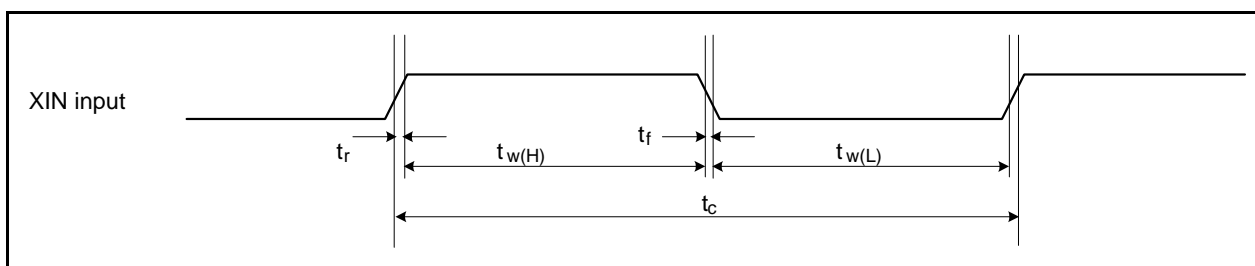 XIN input
tr
tw(H)
tf
tw(L)
tc